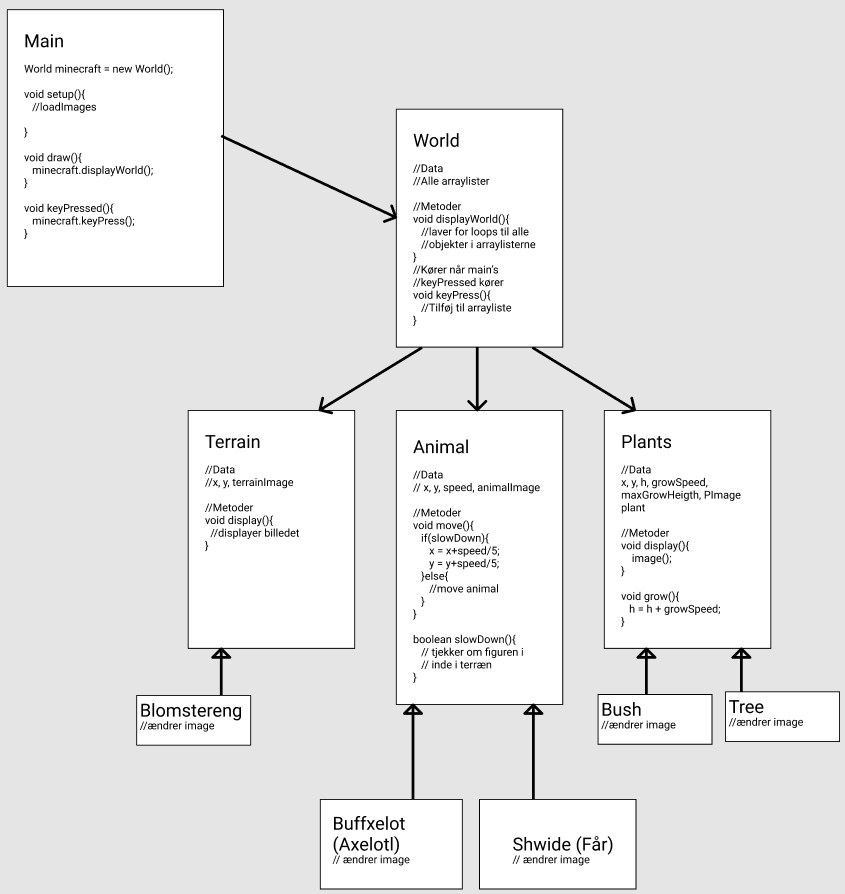 Main
World minecraft = new World();
void setup(){
//loadImages
}
void draw(){
minecraft.displayWorld();
}
void keyPressed(){
minecraft.keyPress();
}
World
//Data
//Alle arraylister
//Metoder
void displayWorld(){
//laver for loops til alle
//objekter i arraylisterne
}
//Kører når main's
//keyPressed kører
void keyPress(){
//Tilføj til arrayliste
}
Terrain
//Data
//x, y, terrainImage
//Metoder
void display(){
//displayer billedet
}
Animal
//Data
// x, y, speed, animalImage
//Metoder
void move(){
if(slowDown){
x = x+speed/5;
y = y+speed/5;
}else{
//move animal
}
}
boolean slowDown(){
// tjekker om figuren i
// inde i terræn
}
Plants
//Data
x, y, h, growSpeed,
maxGrowHeigth, PImage
plant
//Metoder
void display(){
image();
}
void grow(){
h = h + growSpeed;
}
Blomstereng
//ændrer image
Bush
//ændrer image
Tree
//ændrer image
Buffxelot
(Axelotl)
// ændrer image
Shwide (Får)
// ændrer image